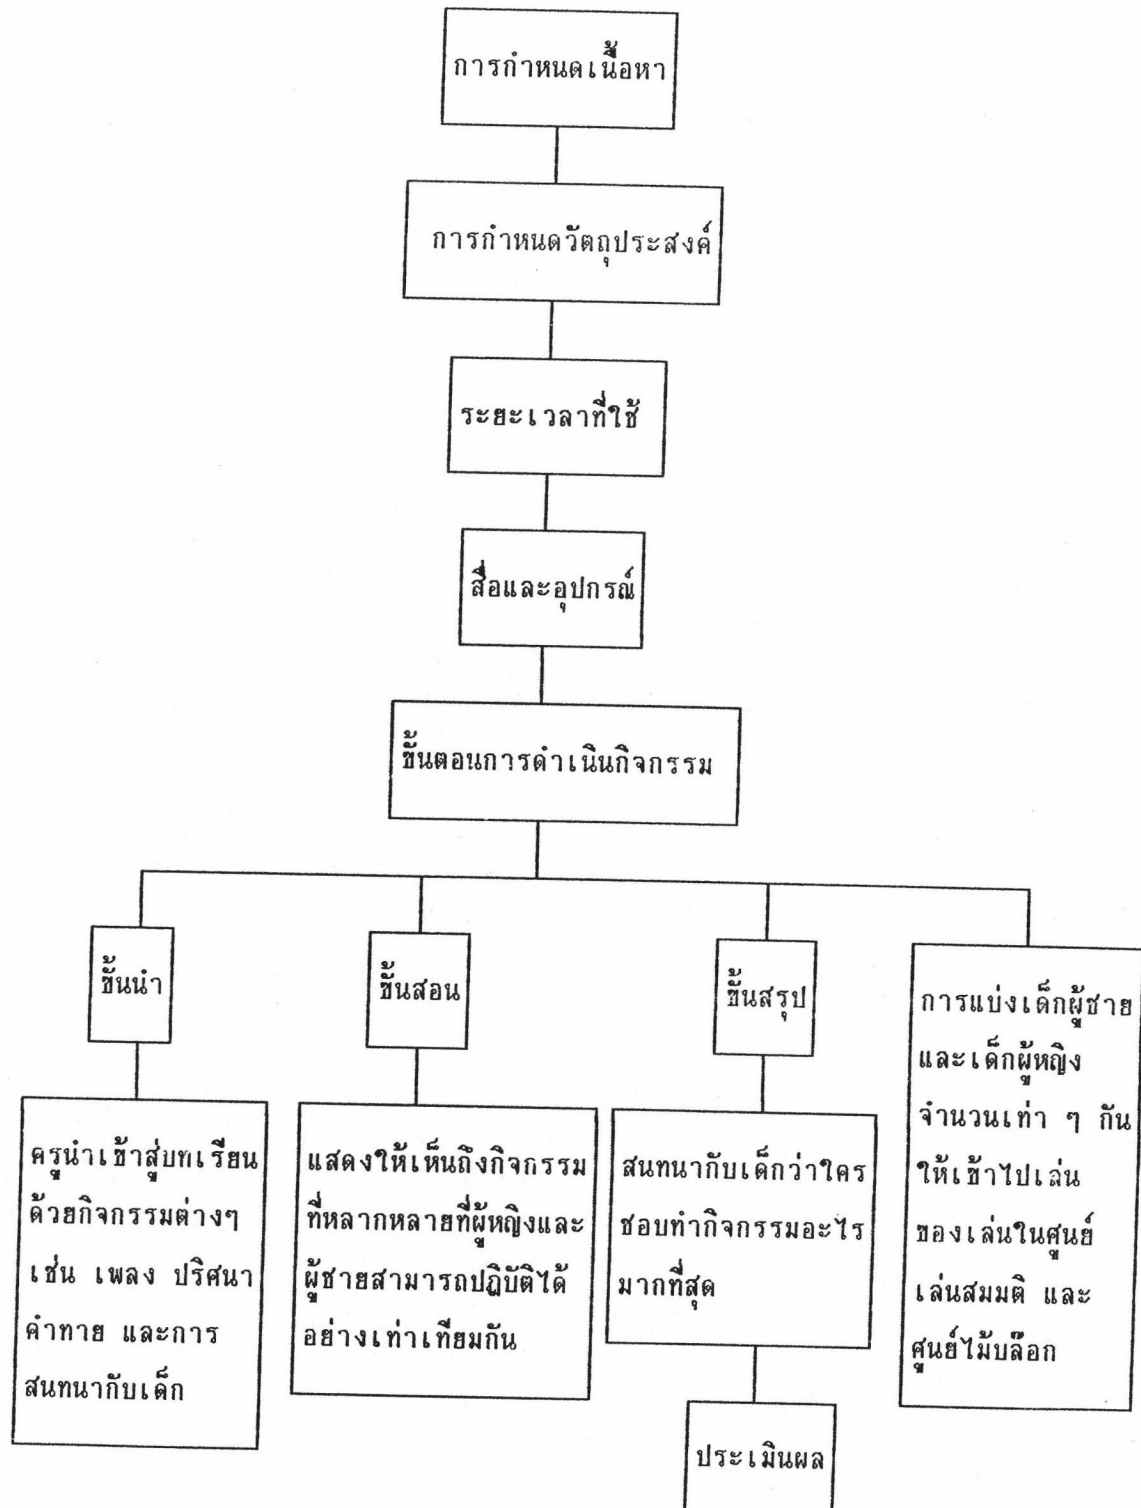 การกำหนดเนื้อหา
การกำหนดวัตถุประสงค์
ระยะเวลาที่ใช้
สื่อและอุปกรณ์
ขั้นตอนการดำเนินกิจกรรม
ขั้นนำ
ขั้นสอน
ขั้นสรุป
การแบ่งเด็กผู้ชาย
และเด็กผู้หญิง
จำนวนเท่า ๆ กัน
ให้เข้าไปเล่น
ของเล่นในศูนย์
เล่นสมมติ และ
ศูนย์ไม้บล๊อก
ครูนำเข้าสู่บทเรียน
ด้วยกิจกรรมต่างๆ
เช่น เพลง ปริศนา
คำทาย และการ
สนทนากับเด็ก
แสดงให้เห็นถึงกิจกรรม
ที่หลากหลายที่ผู้หญิงและ
ผู้ชายสามารถปฏิบัติได้
อย่างเท่าเทียมกัน
สนทนากับเด็กว่าใคร
ชอบทำกิจกรรมอะไร
มากที่สุด
ประเมินผล